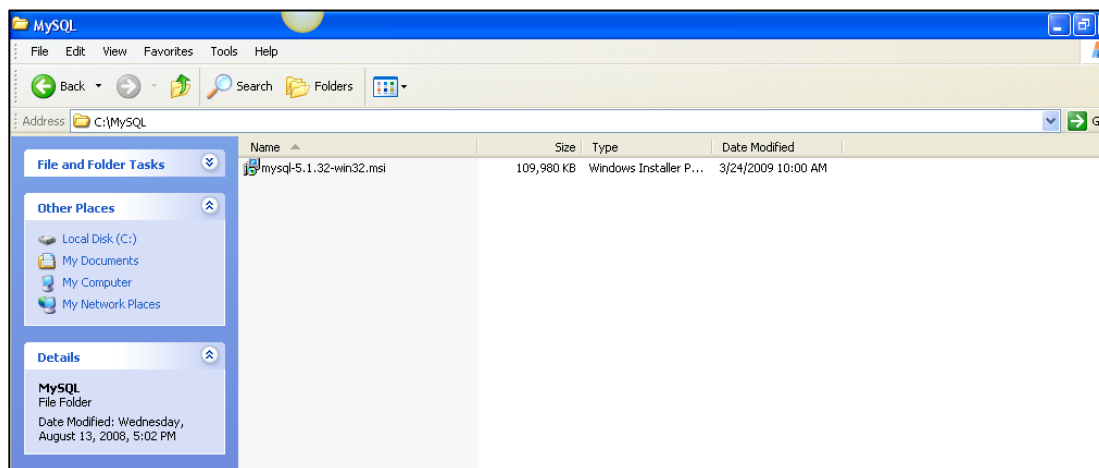 MySQL
File Edit View Favorites Tools Help
Back Search Folders
Address C:\MySQL G
Name Size Type Date Modified
mysql-5.1.32-win32.msi 109,980 KB Windows Installer P... 3/24/2009 10:00 AM
File and Folder Tasks
Other Places
Local Disk (C:)
My Documents
My Computer
My Network Places
Details
MySQL
File Folder
Date Modified: Wednesday,
August 13, 2008, 5:02 PM